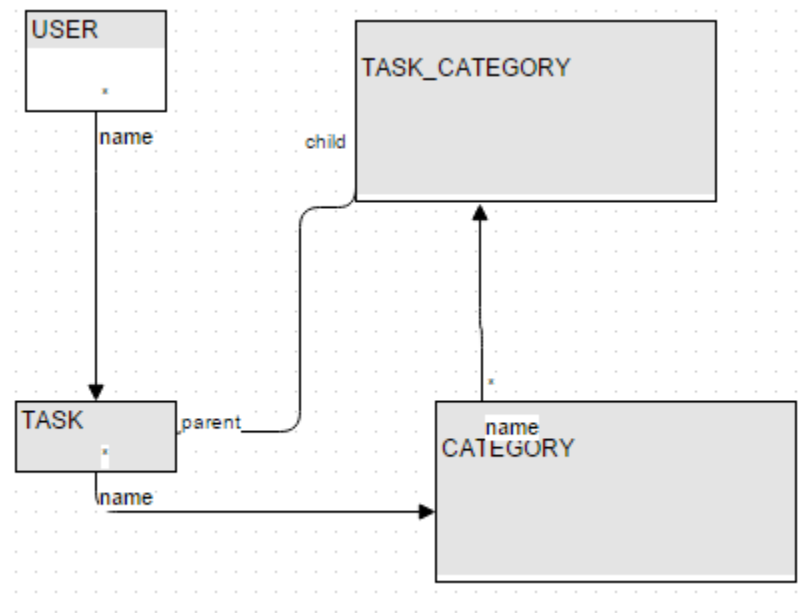 USER
*
name
TASK_CATEGORY
child
TASK
*
parent
name
*
name
CATEGORY